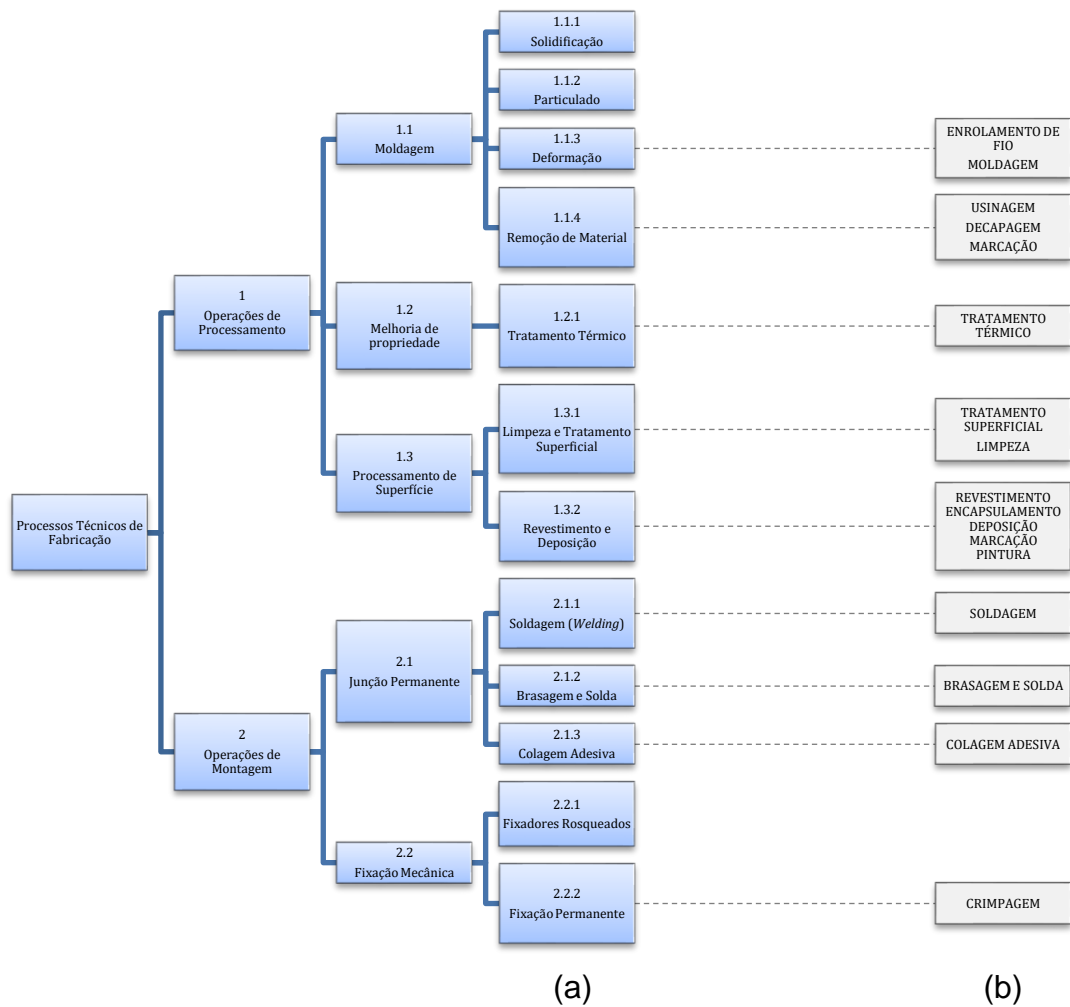 1.1.1
Solidificação
1.1.2
Particulado
1.1
Moldagem
1.1.3
Deformação
ENROLAMENTO DE
FIO
MOLDAGEM
1.1.4
Remoção de Material
USINAGEM
DECAPAGEM
MARCAÇÃO
1
Operações de
Processamento
1.2
Melhoria de
propriedade
1.2.1
Tratamento Térmico
TRATAMENTO
TÉRMICO
1.3
Processamento de
Superfície
1.3.1
Limpeza e Tratamento
Superficial
TRATAMENTO
SUPERFICIAL
LIMPEZA
1.3.2
Revestimento e
Deposição
REVESTIMENTO
ENCAPSULAMENTO
DEPOSIÇÃO
MARCAÇÃO
PINTURA
Processos Técnicos de
Fabricação
2
Operações de
Montagem
2.1
Junção Permanente
2.1.1
Soldagem (Welding)
SOLDAGEM
2.1.2
Brasagem e Solda
BRASAGEM E SOLDA
2.1.3
Colagem Adesiva
COLAGEM ADESIVA
2.2
Fixação Mecânica
2.2.1
Fixadores Rosqueados
2.2.2
Fixação Permanente
CRIMPAGEM
(a)
(b)